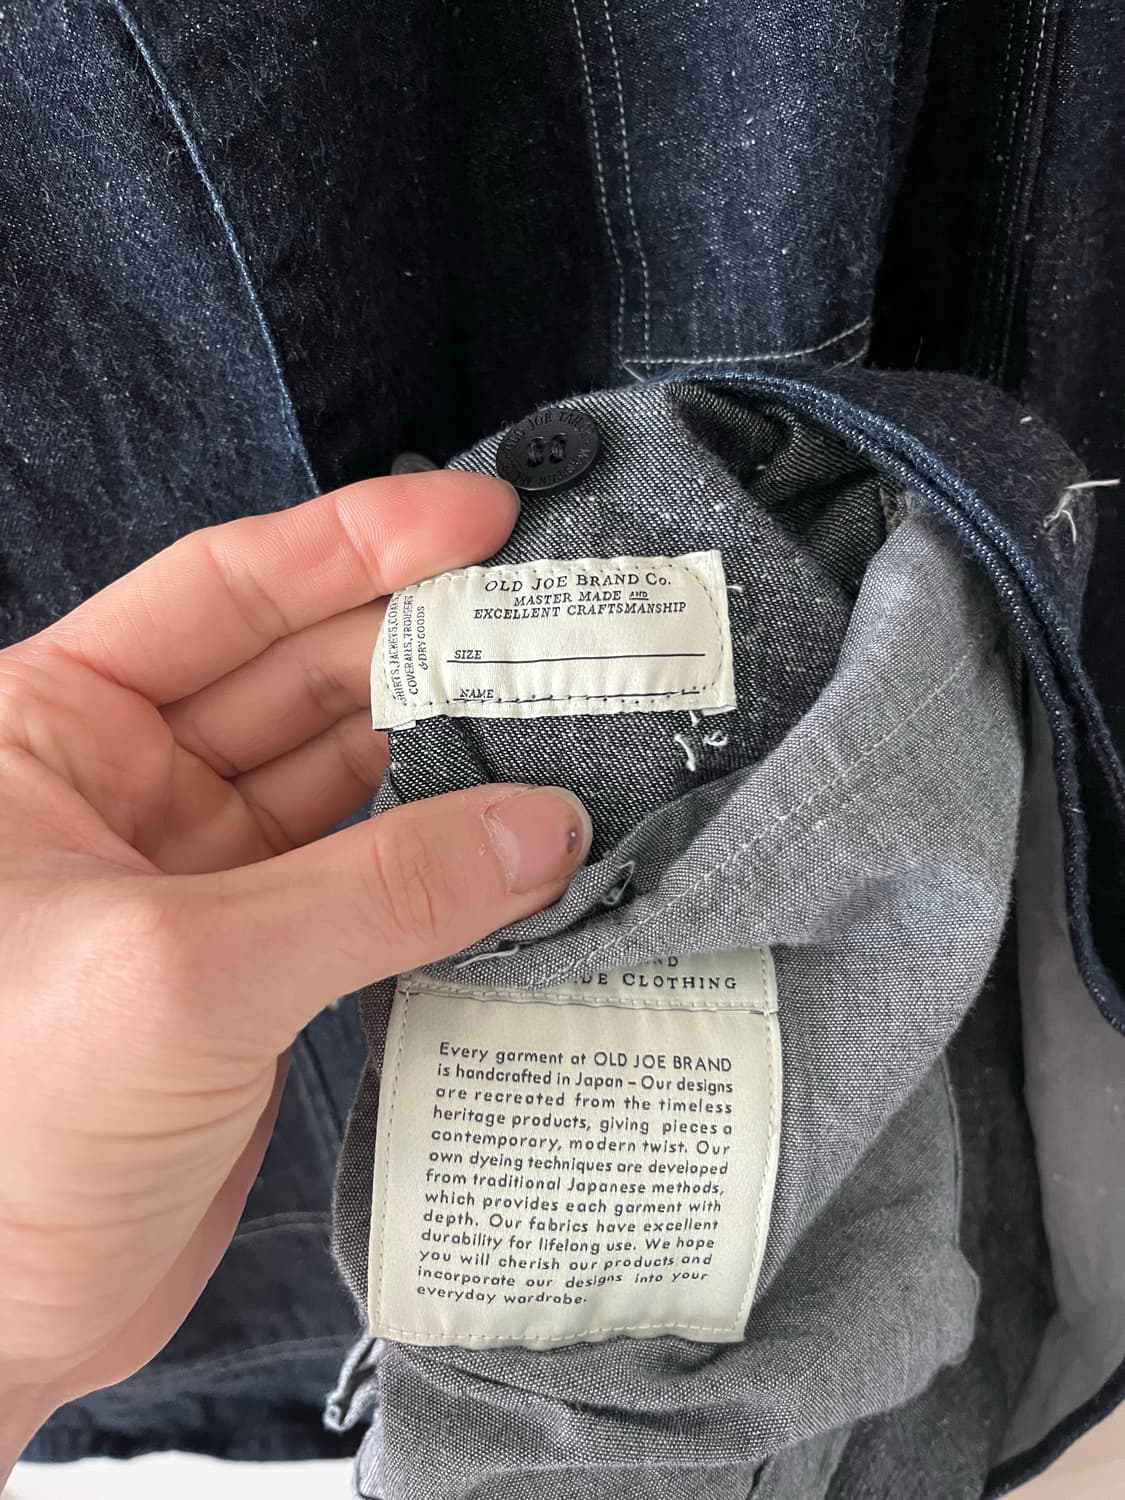 OLD JOE
OLD JOE BRAND Co.
MASTER MADE AND
EXCELLENT CRAFTSMANSHIP
SIZE
NAME
JACKETS, COATS,
COVERALLS, TROUSERS
& DRY GOODS
CLOTHING
Every garment at OLD JOE BRAND
is handcrafted in Japan – Our designs
are recreated from the timeless
heritage products, giving pieces a
contemporary, modern twist. Our
own dyeing techniques are developed
from traditional Japanese methods,
which provides each garment with
depth. Our fabrics have excellent
durability for lifelong use. We hope
you will cherish our products and
incorporate our designs into your
everyday wardrobe.